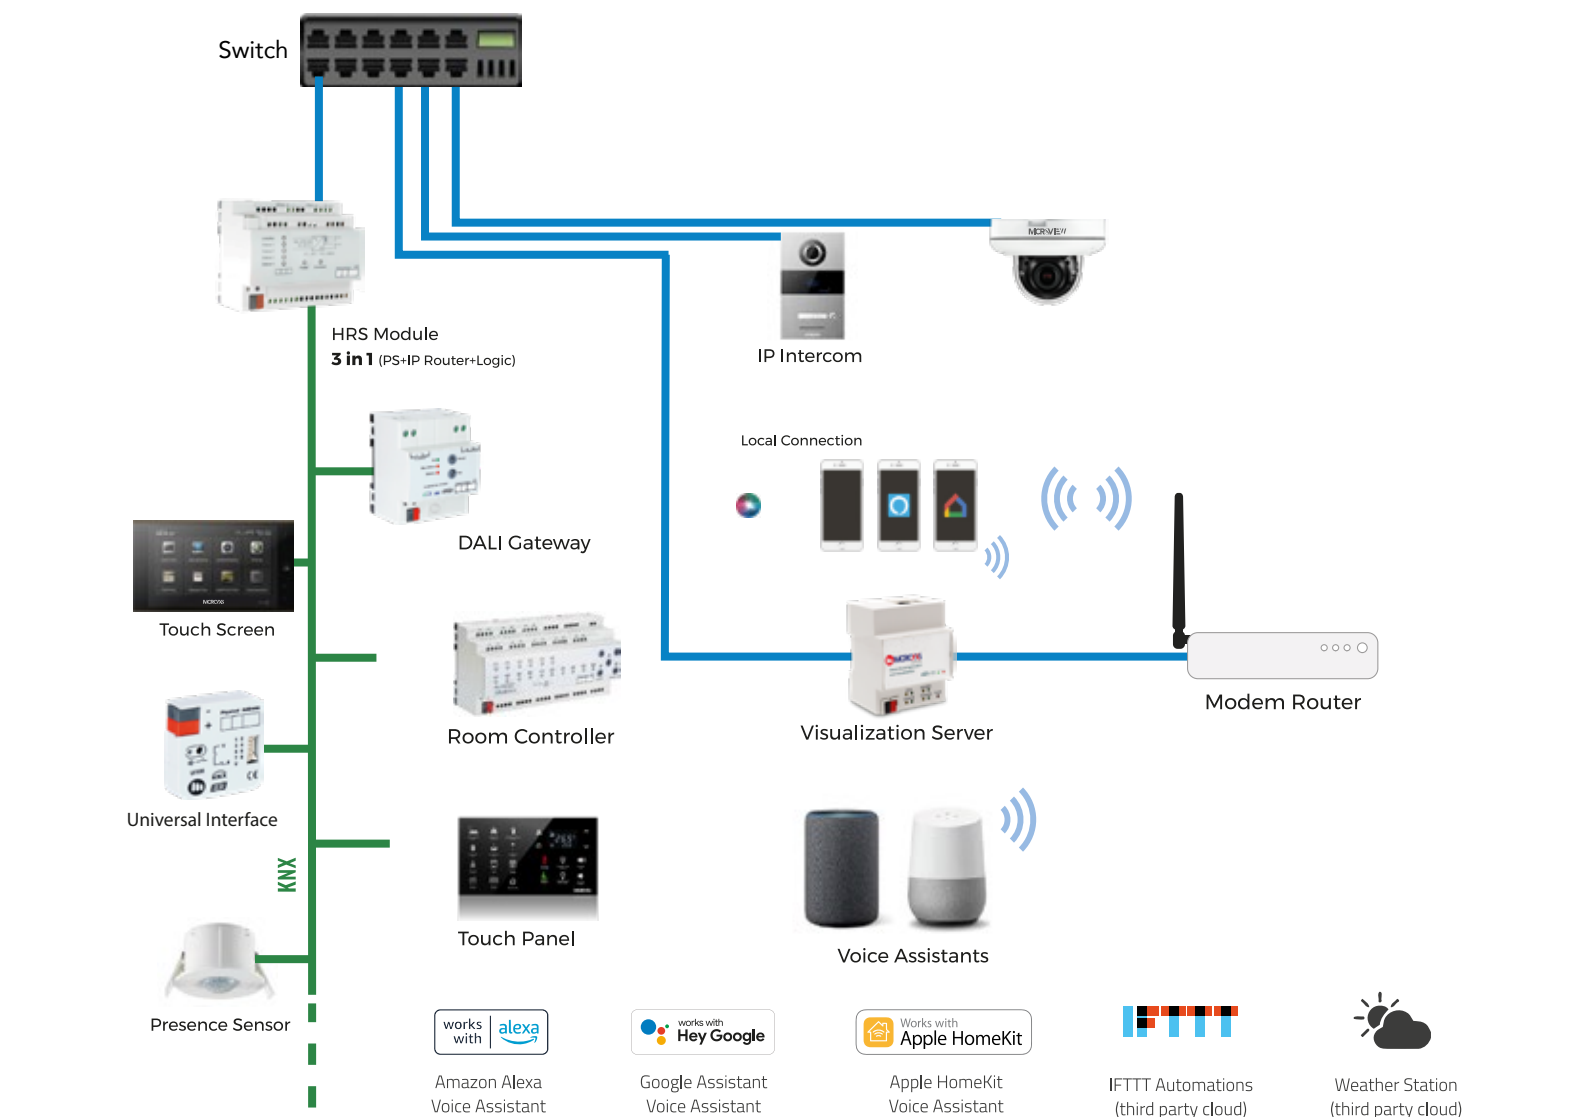 Switch
MICROVIEW
HRS Module
3 in 1 (PS+IP Router+Logic)
IP Intercom
Local Connection
DALI Gateway
Touch Screen
Room Controller
Visualization Server
Modem Router
Universal Interface
KNX
Touch Panel
Voice Assistants
Presence Sensor
works with alexa
works with
Hey Google
Works with
Apple HomeKit
IFTTT
Amazon Alexa
Voice Assistant
Google Assistant
Voice Assistant
Apple HomeKit
Voice Assistant
IFTTT Automations
(third party cloud)
Weather Station
(third party cloud)